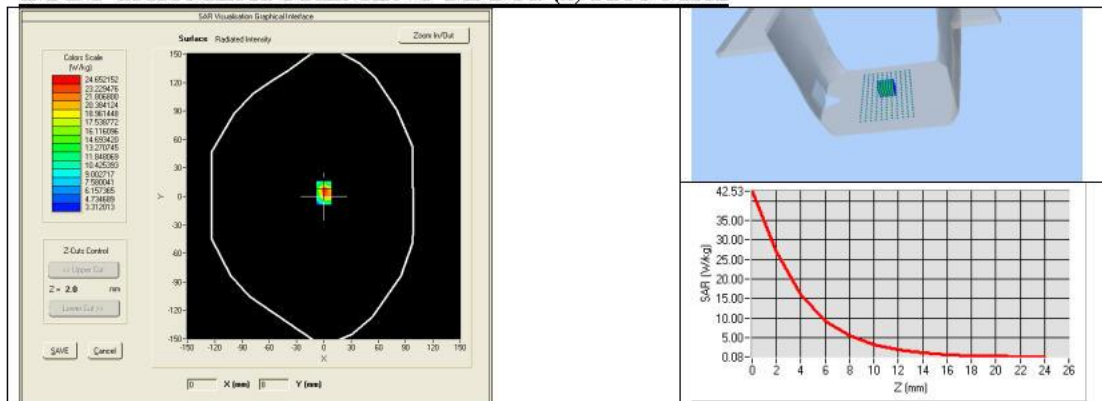 SAR Visualisation Graphical Interface
Surface Radiated Intensity
Zoom In/Out
Colors Scale
(W/kg)
24.652152
23.229476
21.806800
20.384124
18.961448
17.538772
16.116096
14.693420
13.270745
11.848069
10.425393
9.002717
7.580041
6.157365
4.734689
3.312013
Z-Cuts Control
<< Upper Cut
Z = 2.0 mm
Lower Cut >>
SAVE Cancel
150
120
90
60
30
0
-30
-60
-90
-120
-150
Y
-150 -120 -90 -60 -30 0 30 60 90 120 150
X
0 X (mm) 0 Y (mm)
42.53
35.00
30.00
25.00
20.00
15.00
10.00
5.00
0.08
SAR (W/kg)
0 2 4 6 8 10 12 14 16 18 20 22 24 26
Z (mm)